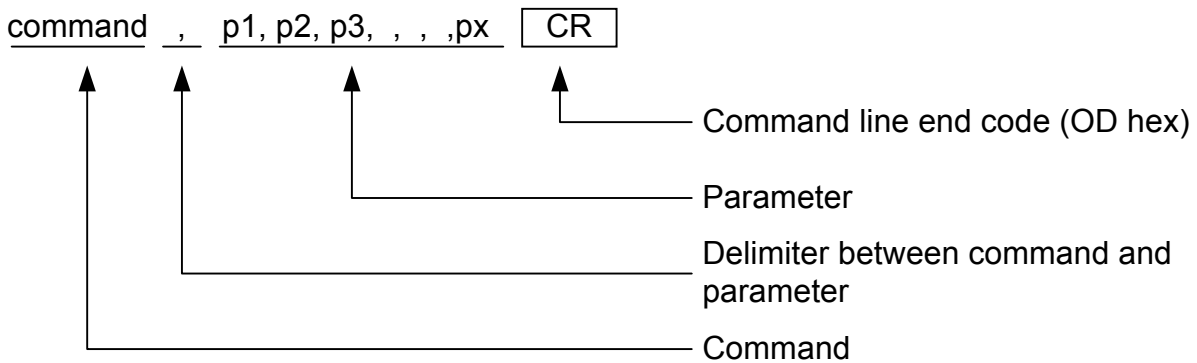 command , p1, p2, p3, , , ,px CR
Command line end code (OD hex)
Parameter
Delimiter between command and
parameter
Command